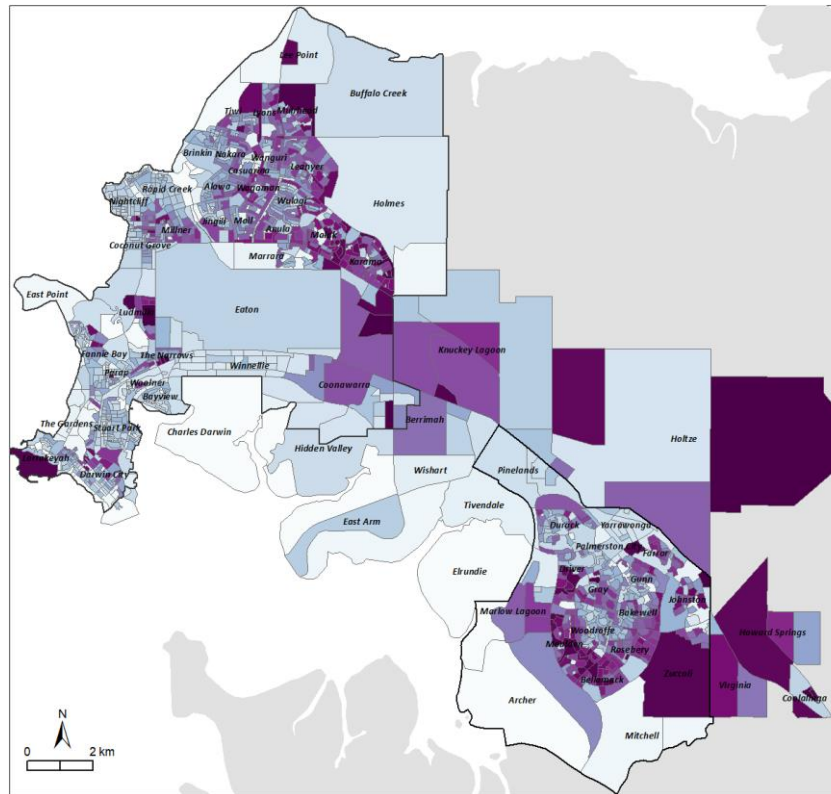 Lee Point
Buffalo Creek
Tiwi
Lyons
Muirhead
Brinkin
Nakara
Wanguri
Leanyer
Casuarina
Rapid Creek
Alawa
Wagaman
Nightcliff
Wulagi
Holmes
Jingili
Moil
Millner
Anula
Malak
Coconut Grove
Karama
Marrara
East Point
Eaton
Ludmilla
Knuckey Lagoon
Fannie Bay
The Narrows
Winnellie
Parap
Woolner
Coonawarra
Bayview
Berrimah
The Gardens
Stuart Park
Charles Darwin
Holtze
Hidden Valley
Larrakeyah
Wishart
Pinelands
Darwin City
Tivendale
East Arm
Durack
Yarrawonga
Palmerston
Farrar
Elrundie
Driver
Gunn
Gray
Johnston
Marlow Lagoon
Bakewell
Woodroffe
Howard Springs
Moulden
Rosebery
Zuccoli
Bellamack
Virginia
Archer
Coolalinga
Mitchell
N
0 2 km